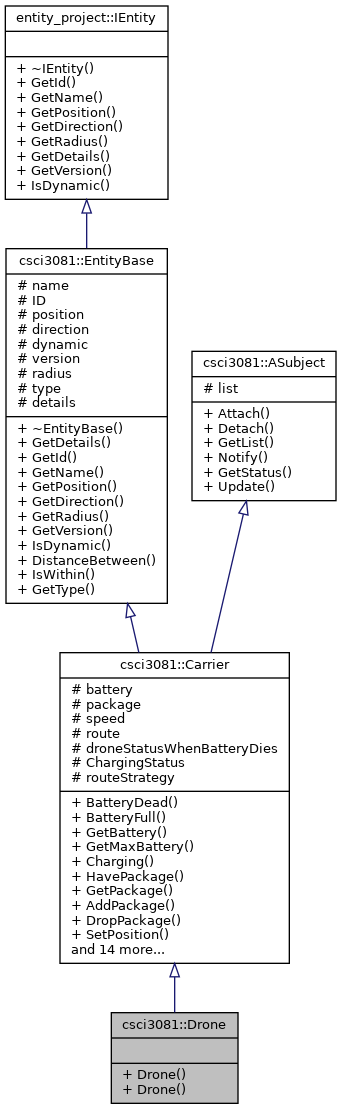 entity_project::IEntity
+ ~IEntity()
+ GetId()
+ GetName()
+ GetPosition()
+ GetDirection()
+ GetRadius()
+ GetDetails()
+ GetVersion()
+ IsDynamic()
csci3081::EntityBase
# name
# ID
# position
# direction
# dynamic
# version
# radius
# type
# details
+ ~EntityBase()
+ GetDetails()
+ GetId()
+ GetName()
+ GetPosition()
+ GetDirection()
+ GetRadius()
+ GetVersion()
+ IsDynamic()
+ DistanceBetween()
+ IsWithin()
+ GetType()
csci3081::ASubject
# list
+ Attach()
+ Detach()
+ GetList()
+ Notify()
+ GetStatus()
+ Update()
csci3081::Carrier
# battery
# package
# speed
# route
# droneStatusWhenBatteryDies
# ChargingStatus
# routeStrategy
+ BatteryDead()
+ BatteryFull()
+ GetBattery()
+ GetMaxBattery()
+ Charging()
+ HavePackage()
+ GetPackage()
+ AddPackage()
+ DropPackage()
+ SetPosition()
and 14 more...
csci3081::Drone
+ Drone()
+ Drone()